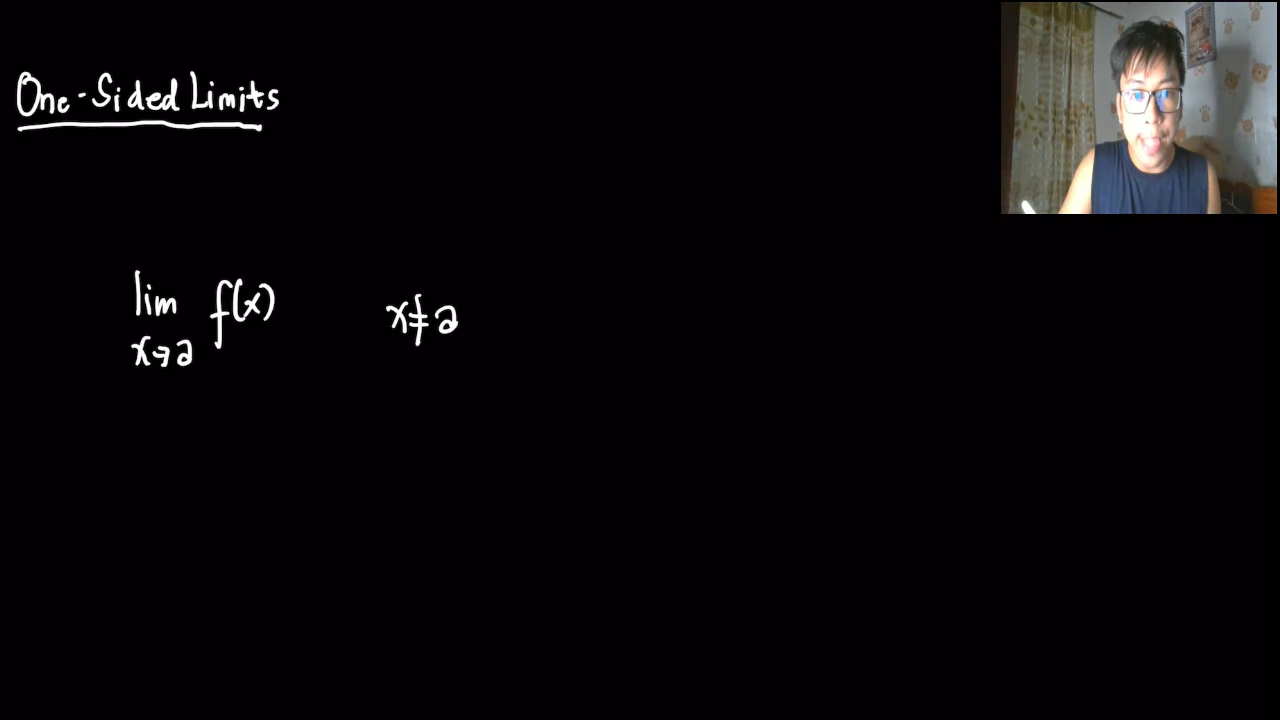 One-Sided Limits
lim f(x) x≠a
x→a